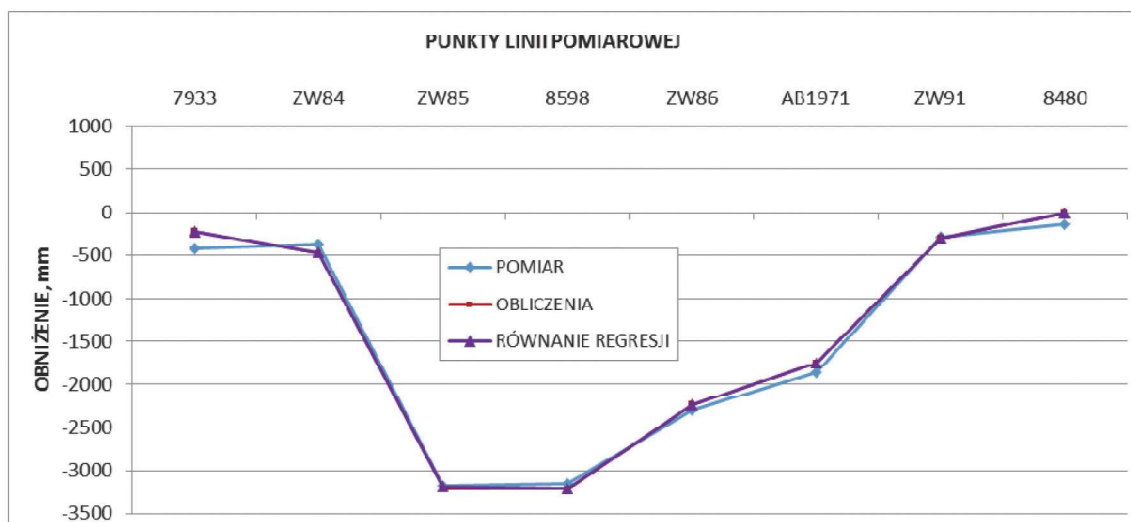 PUNKTY LINII POMIAROWEJ
7933 ZW84 ZW85 8598 ZW86 AB1971 ZW91 8480
1000
500
0
-500
-1000
-1500
-2000
-2500
-3000
-3500
OBNIŻENIE, mm
POMIAR
OBLICZENIA
RÓWNANIE REGRESJI